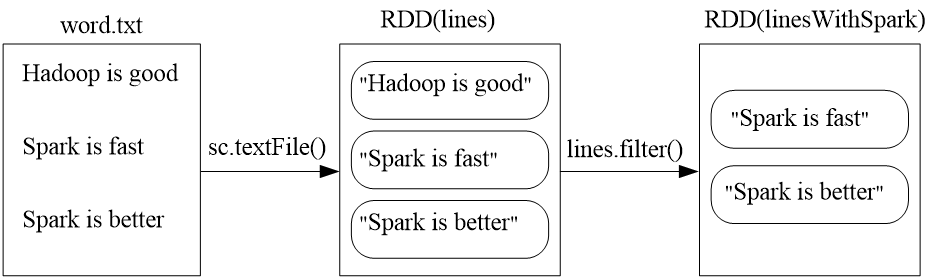 word.txt
Hadoop is good
Spark is fast
Spark is better
sc.textFile()
RDD(lines)
"Hadoop is good"
"Spark is fast"
"Spark is better"
lines.filter()
RDD(linesWithSpark)
"Spark is fast"
"Spark is better"